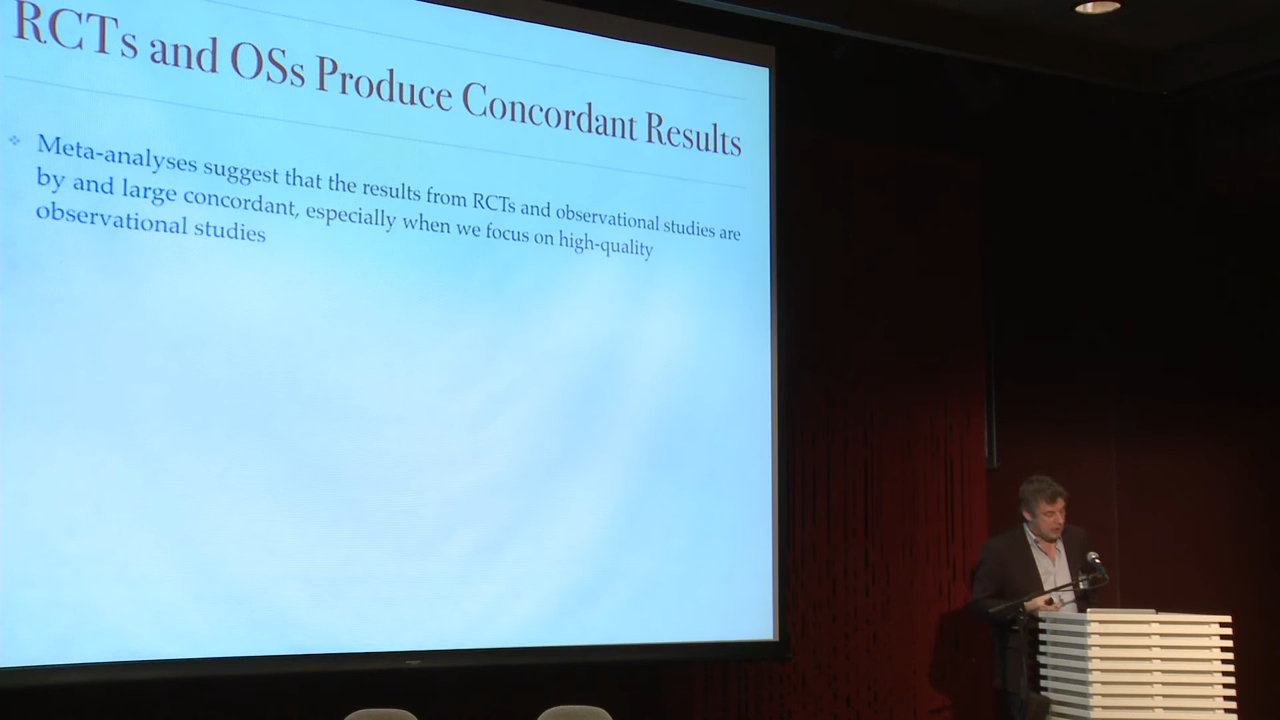 RCTs and OSs Produce Concordant Results
Meta-analyses suggest that the results from RCTs and observational studies are
by and large concordant, especially when we focus on high-quality
observational studies